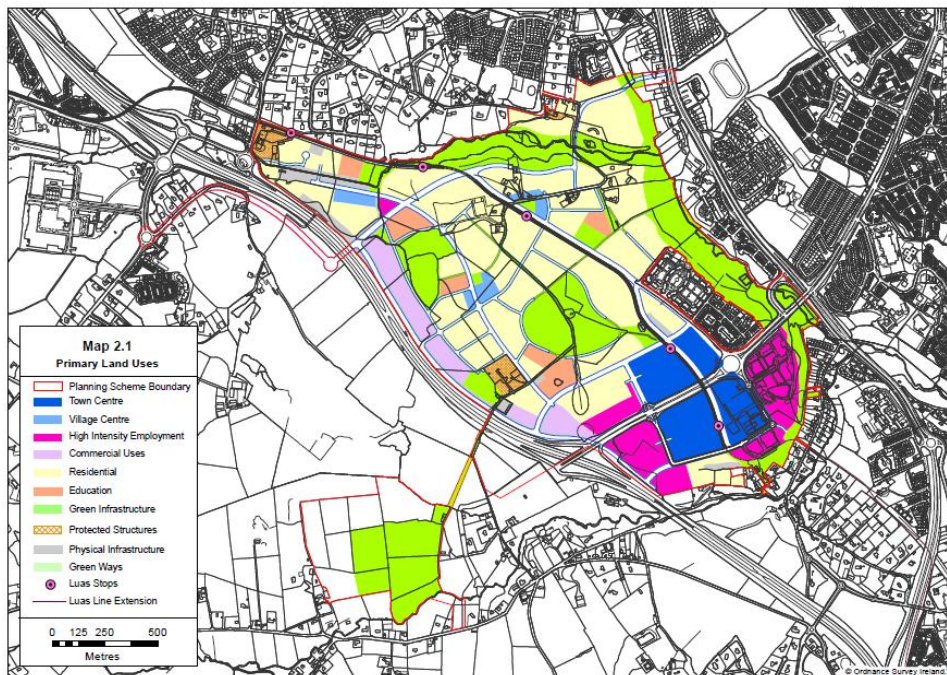 Map 2.1
Primary Land Uses
Planning Scheme Boundary
Town Centre
Village Centre
High Intensity Employment
Commercial Uses
Residential
Education
Green Infrastructure
Protected Structures
Physical Infrastructure
Green Ways
Luas Stops
Luas Line Extension
0 125 250 500
Metres
© Ordnance Survey Ireland.